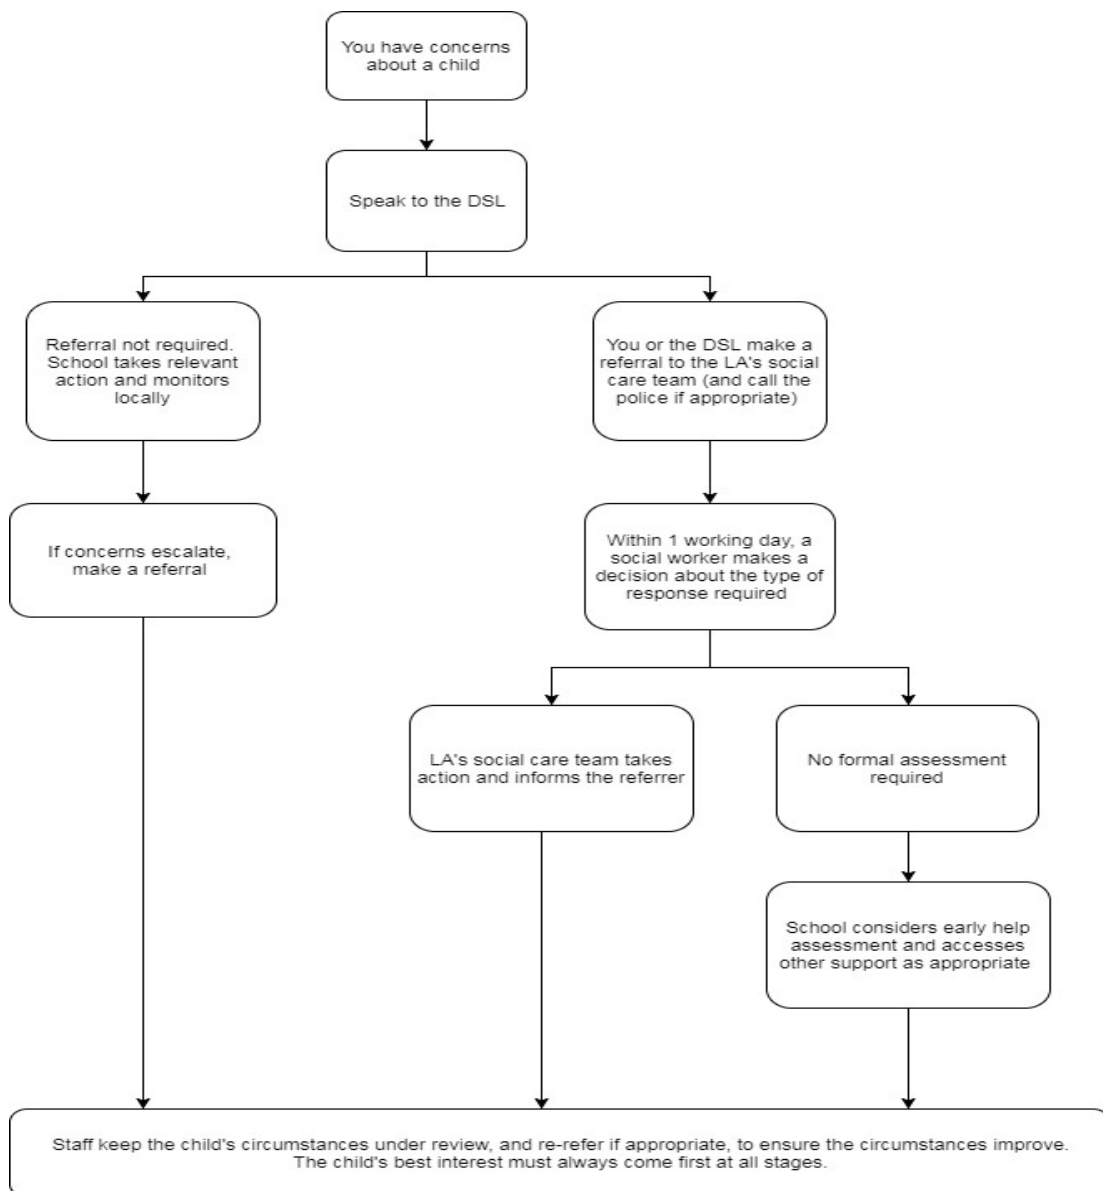 You have concerns
about a child
Speak to the DSL
Referral not required.
School takes relevant
action and monitors
locally
You or the DSL make a
referral to the LA's social
care team (and call the
police if appropriate)
If concerns escalate,
make a referral
Within 1 working day, a
social worker makes a
decision about the type of
response required
LA's social care team takes
action and informs the referrer
No formal assessment
required
School considers early help
assessment and accesses
other support as appropriate
Staff keep the child's circumstances under review, and re-refer if appropriate, to ensure the circumstances improve.
The child's best interest must always come first at all stages.